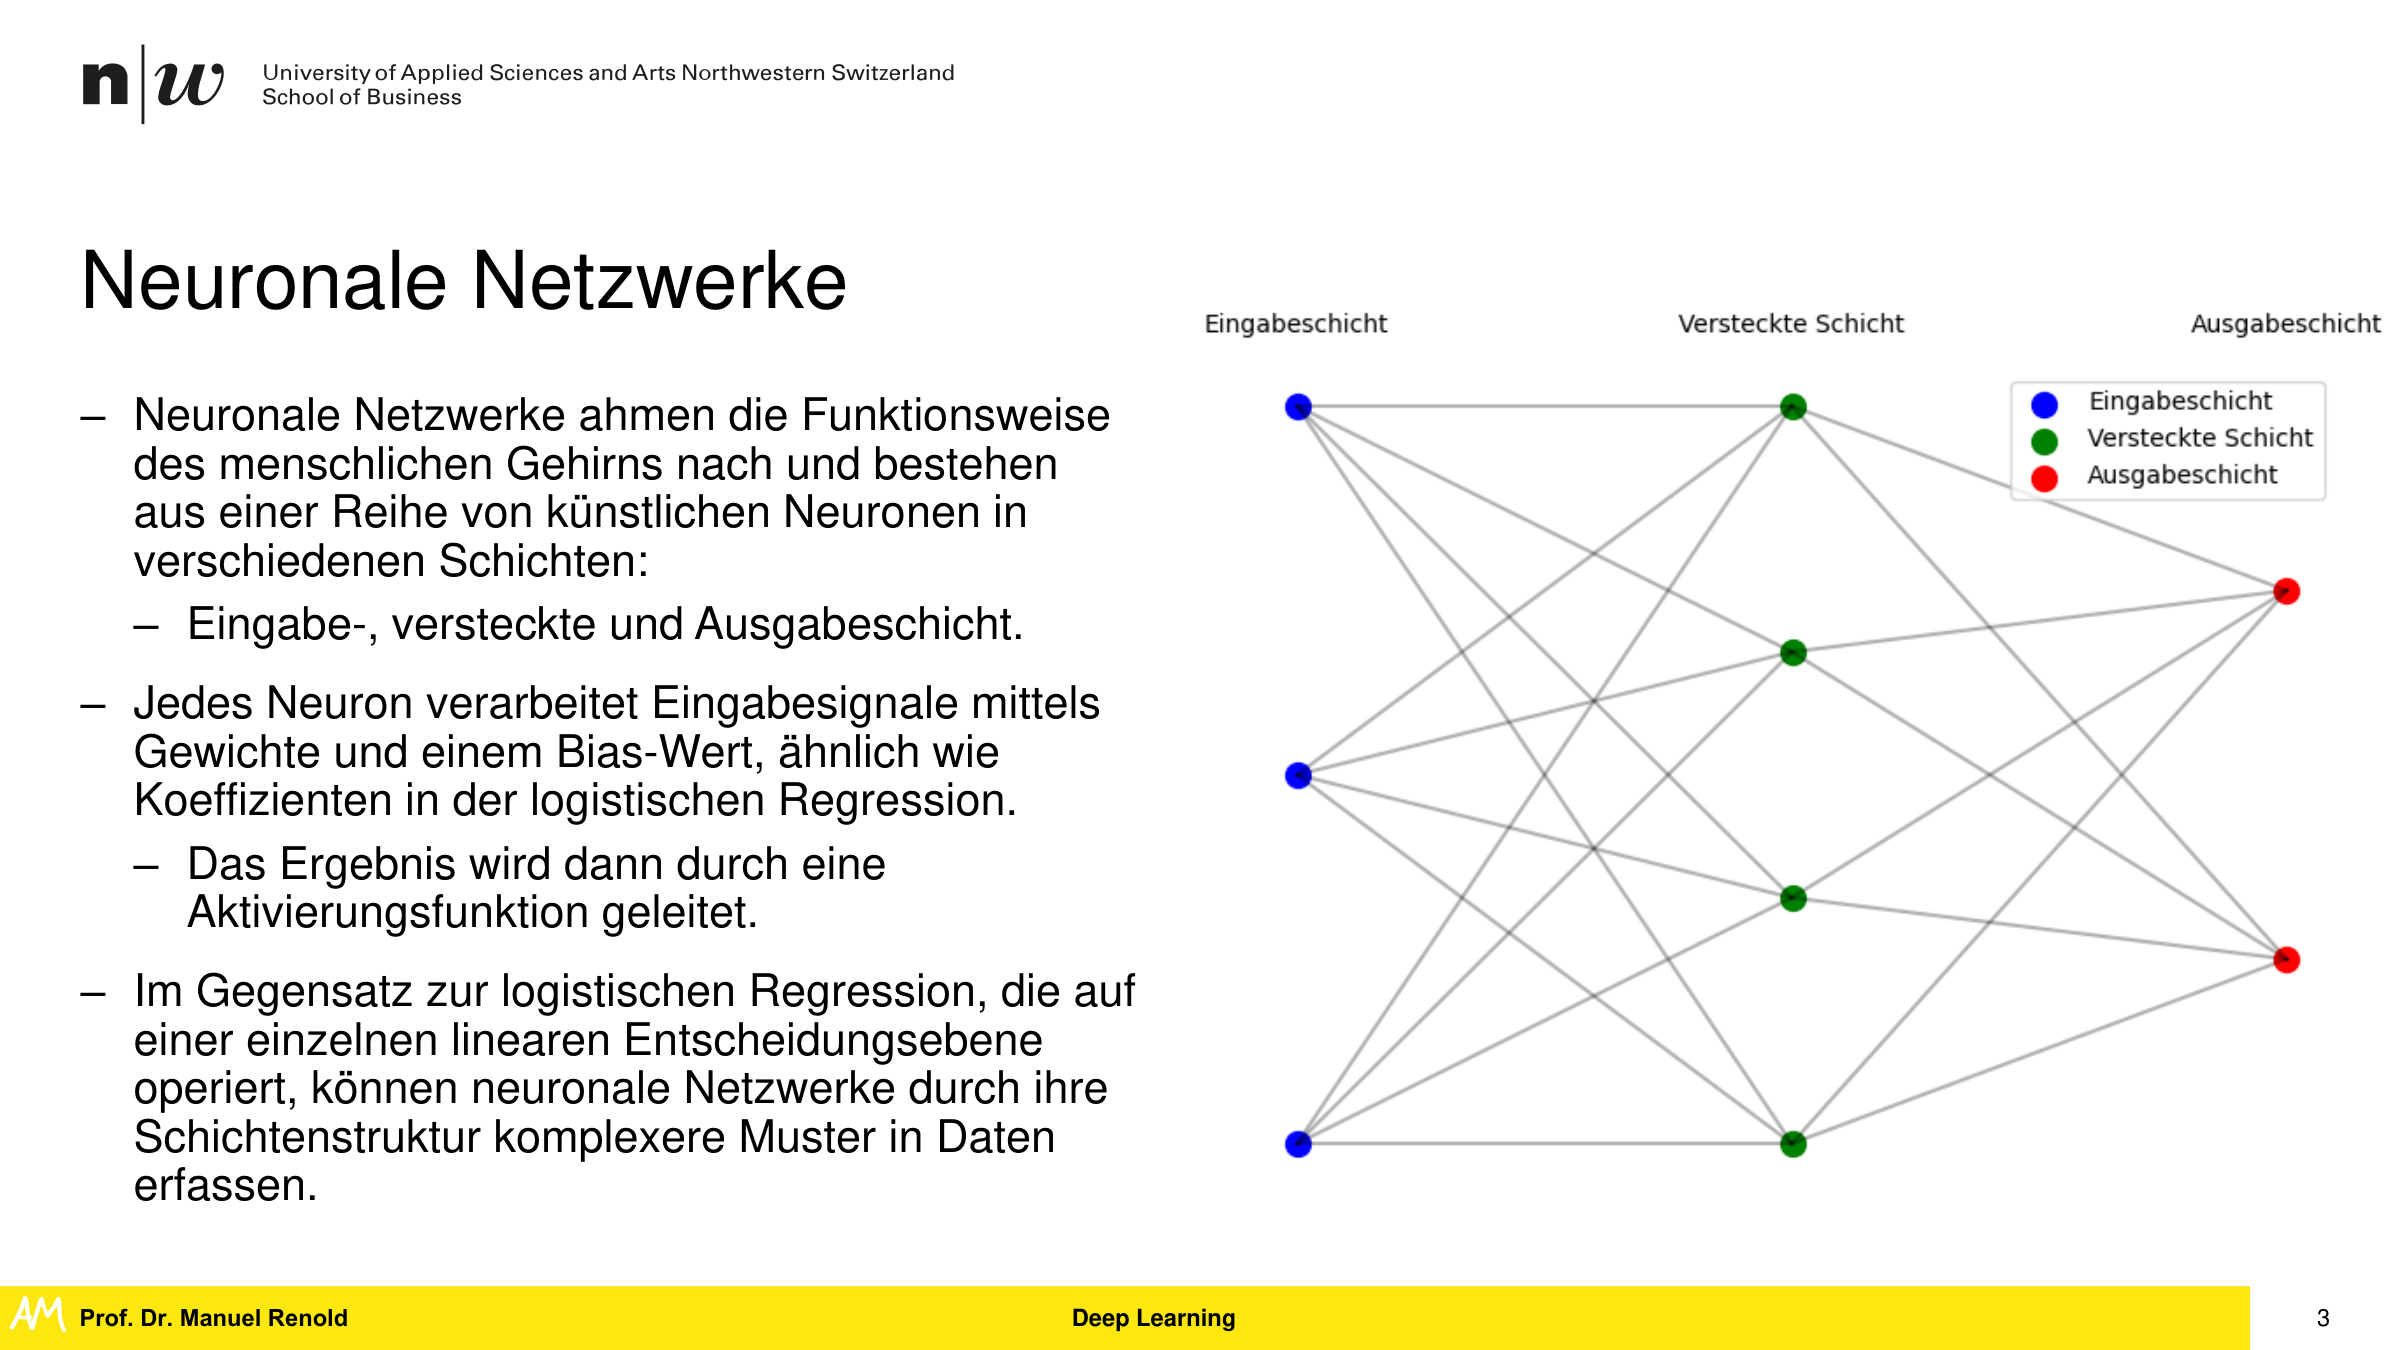 n|w University of Applied Sciences and Arts Northwestern Switzerland
School of Business
Neuronale Netzwerke
– Neuronale Netzwerke ahmen die Funktionsweise
des menschlichen Gehirns nach und bestehen
aus einer Reihe von künstlichen Neuronen in
verschiedenen Schichten:
– Eingabe-, versteckte und Ausgabeschicht.
– Jedes Neuron verarbeitet Eingabesignale mittels
Gewichte und einem Bias-Wert, ähnlich wie
Koeffizienten in der logistischen Regression.
– Das Ergebnis wird dann durch eine
Aktivierungsfunktion geleitet.
– Im Gegensatz zur logistischen Regression, die auf
einer einzelnen linearen Entscheidungsebene
operiert, können neuronale Netzwerke durch ihre
Schichtenstruktur komplexere Muster in Daten
erfassen.
Eingabeschicht Versteckte Schicht Ausgabeschicht
Eingabeschicht
Versteckte Schicht
Ausgabeschicht
AM Prof. Dr. Manuel Renold Deep Learning 3